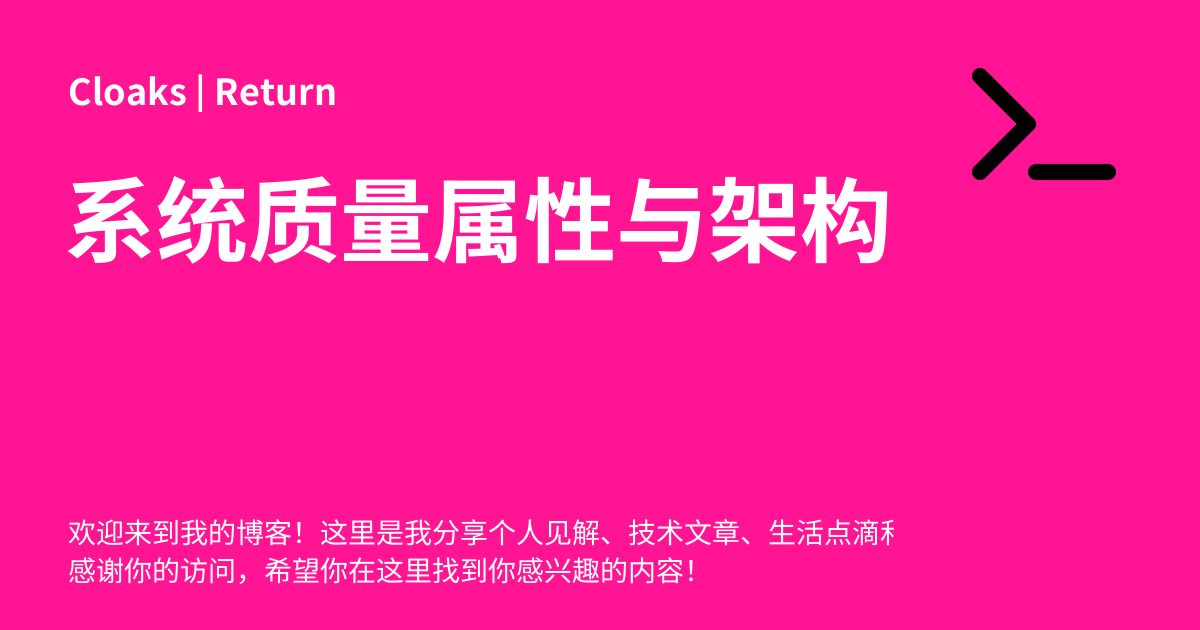 Cloaks | Return
系统质量属性与架构
欢迎来到我的博客！这里是我分享个人见解、技术文章、生活点滴
感谢你的访问，希望你在这里找到你感兴趣的内容！